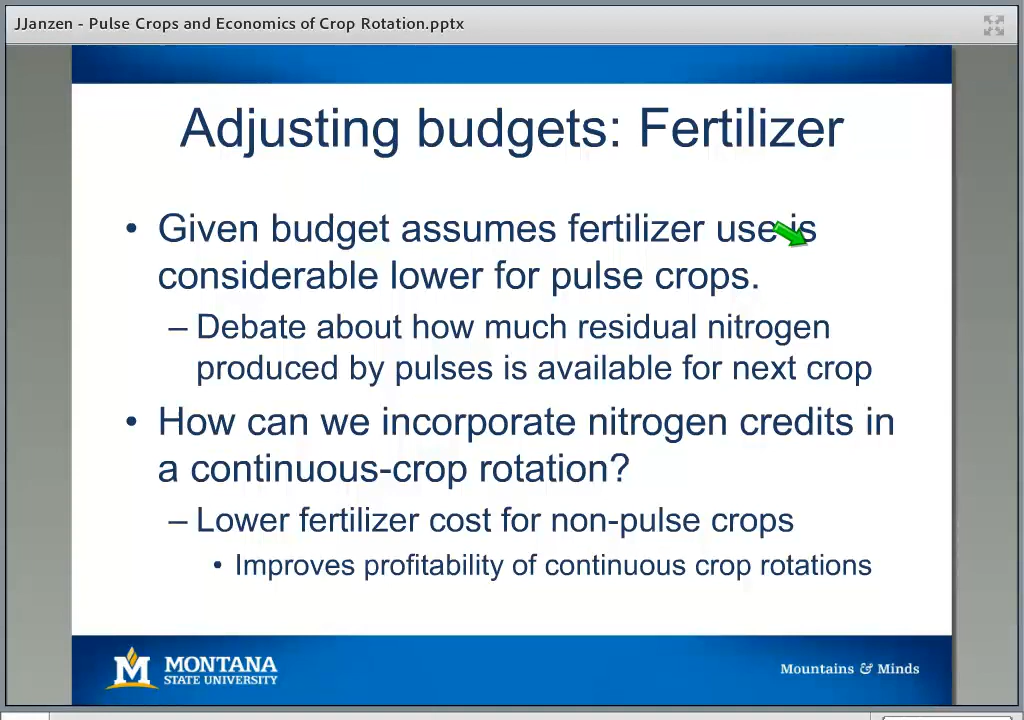 JJanzen - Pulse Crops and Economics of Crop Rotation.pptx
Adjusting budgets: Fertilizer
• Given budget assumes fertilizer use is
considerable lower for pulse crops.
– Debate about how much residual nitrogen
produced by pulses is available for next crop
• How can we incorporate nitrogen credits in
a continuous-crop rotation?
– Lower fertilizer cost for non-pulse crops
• Improves profitability of continuous crop rotations
M MONTANA
STATE UNIVERSITY
Mountains & Minds